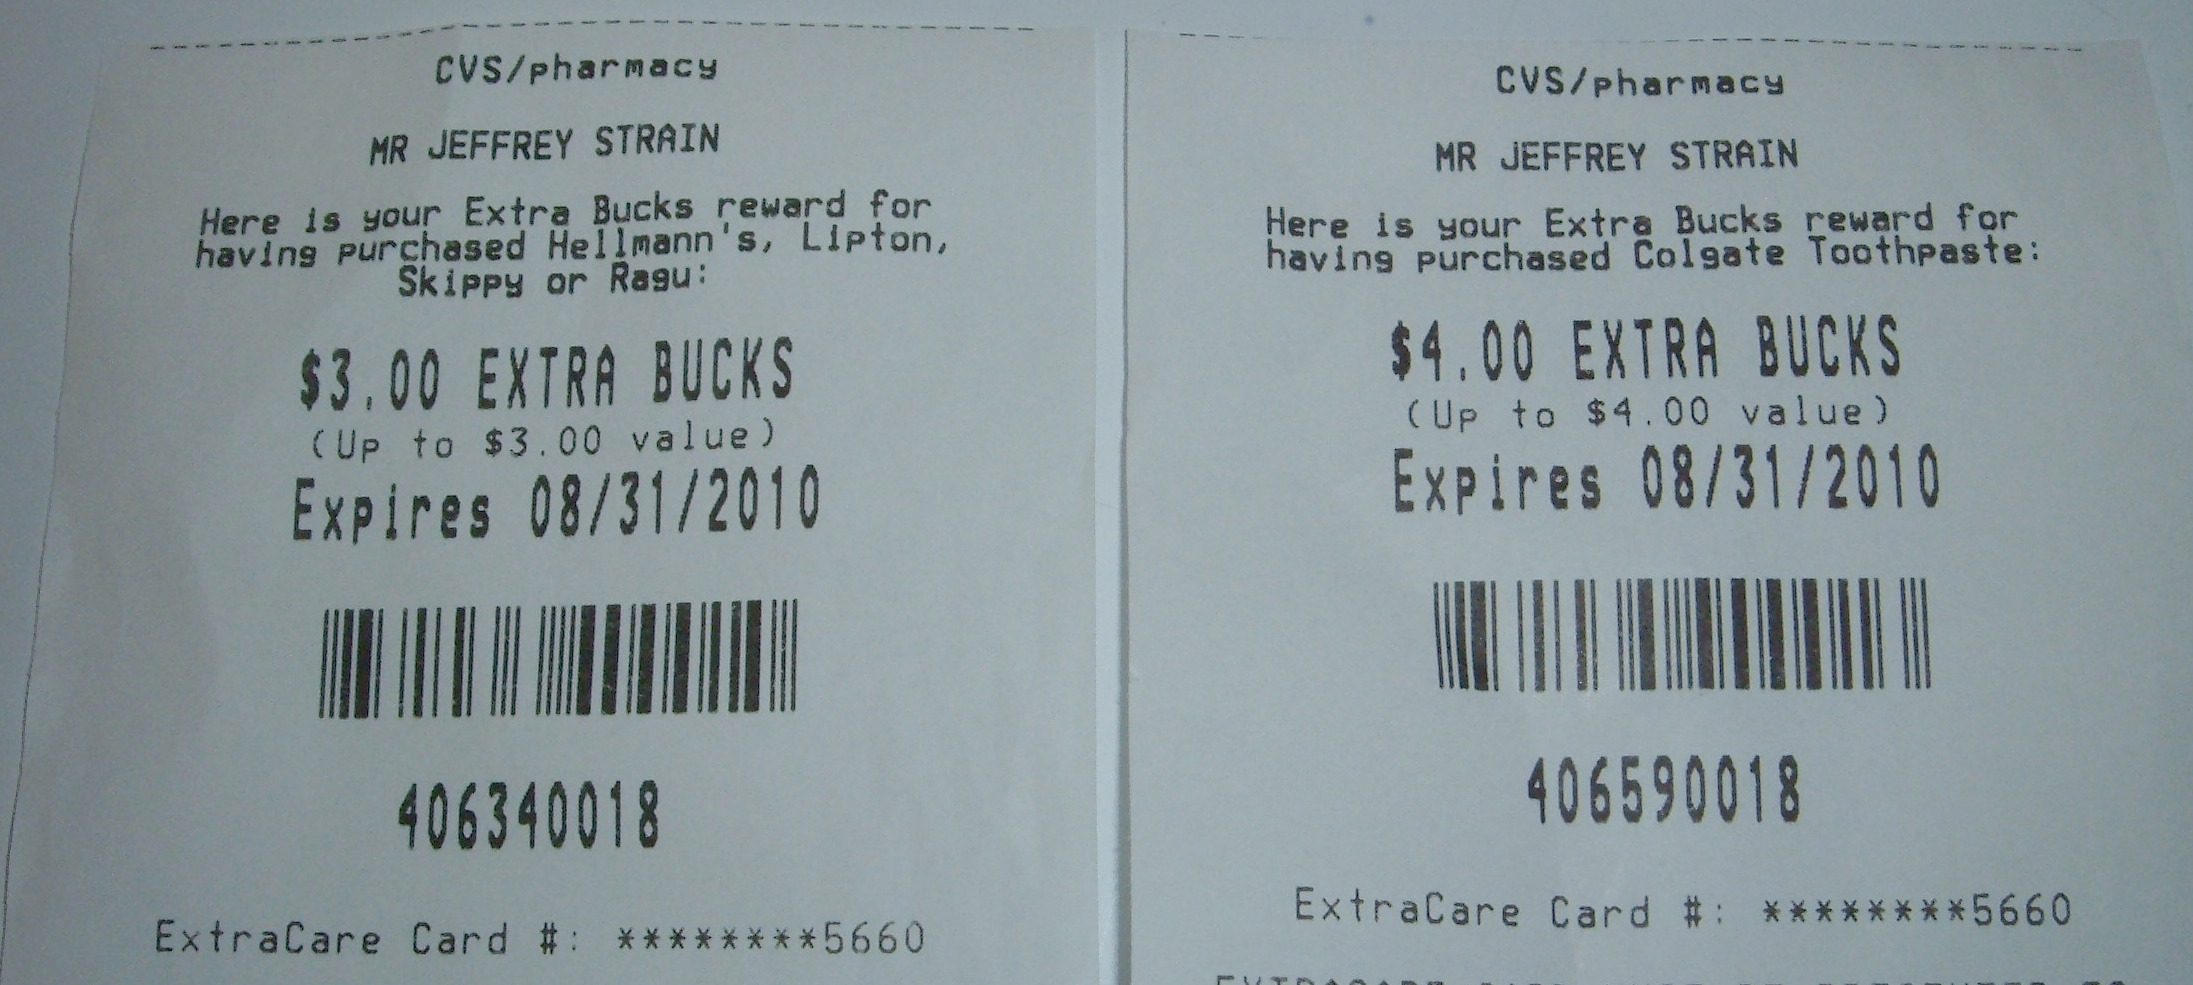 CVS/pharmacy
MR JEFFREY STRAIN
Here is your Extra Bucks reward for
having purchased Hellmann's, Lipton,
Skippy or Ragu:
$3.00 EXTRA BUCKS
(Up to $3.00 value)
Expires 08/31/2010
406340018
ExtraCare Card #: ********5660
CVS/pharmacy
MR JEFFREY STRAIN
Here is your Extra Bucks reward for
having purchased Colgate Toothpaste:
$4.00 EXTRA BUCKS
(Up to $4.00 value)
Expires 08/31/2010
406590018
ExtraCare Card #: ********5660